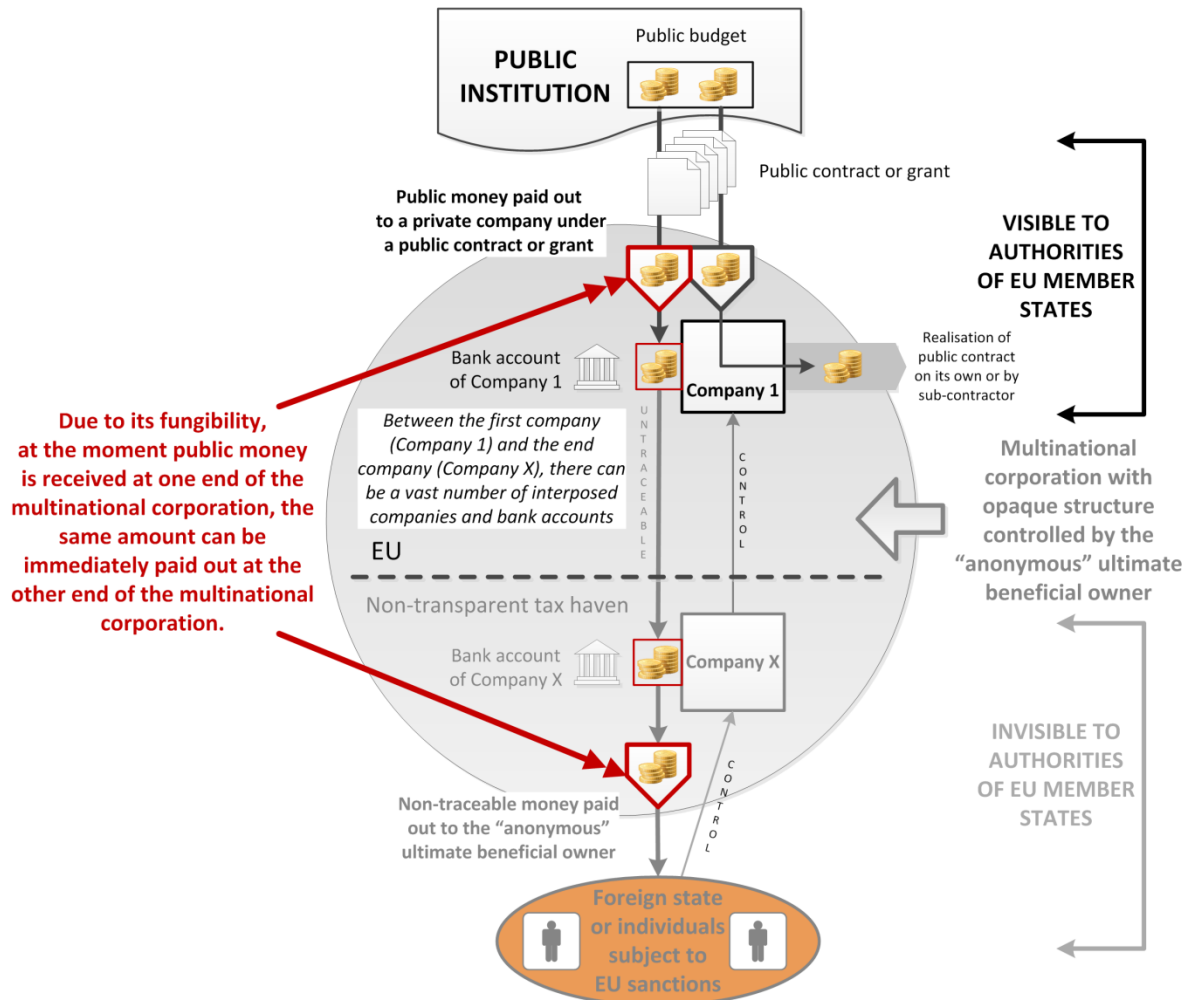 Public budget
PUBLIC
INSTITUTION
Public contract or grant
Public money paid out
to a private company under
a public contract or grant
VISIBLE TO
AUTHORITIES
OF EU MEMBER
STATES
Bank account
of Company 1
Company 1
Realisation of
public contract
on its own or by
sub-contractor
Due to its fungibility,
at the moment public money
is received at one end of the
multinational corporation, the
same amount can be
immediately paid out at the
other end of the multinational
corporation.
Between the first company
(Company 1) and the end
company (Company X), there can
be a vast number of interposed
companies and bank accounts
UNTRACEABLE
CONTROL
Multinational
corporation with
opaque structure
controlled by the
“anonymous” ultimate
beneficial owner
EU
Non-transparent tax haven
Bank account
of Company X
Company X
INVISIBLE TO
AUTHORITIES
OF EU MEMBER
STATES
CONTROL
Non-traceable money paid
out to the “anonymous”
ultimate beneficial owner
Foreign state
or individuals
subject to
EU sanctions